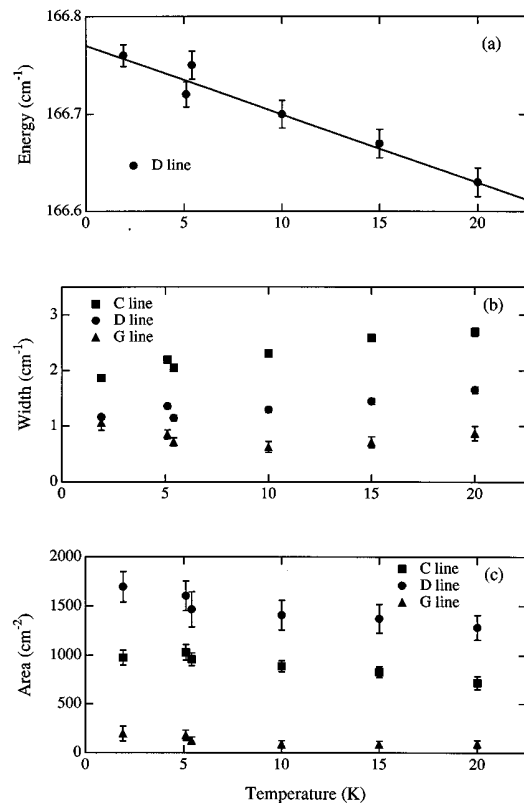 166.8
(a)
Energy (cm-1)
166.7
D line
166.6
0 5 10 15 20
(b)
3
C line
D line
G line
Width (cm-1)
2
1
0
0 5 10 15 20
2000
(c)
C line
D line
G line
1500
Area (cm-2)
1000
500
0
0 5 10 15 20
Temperature (K)